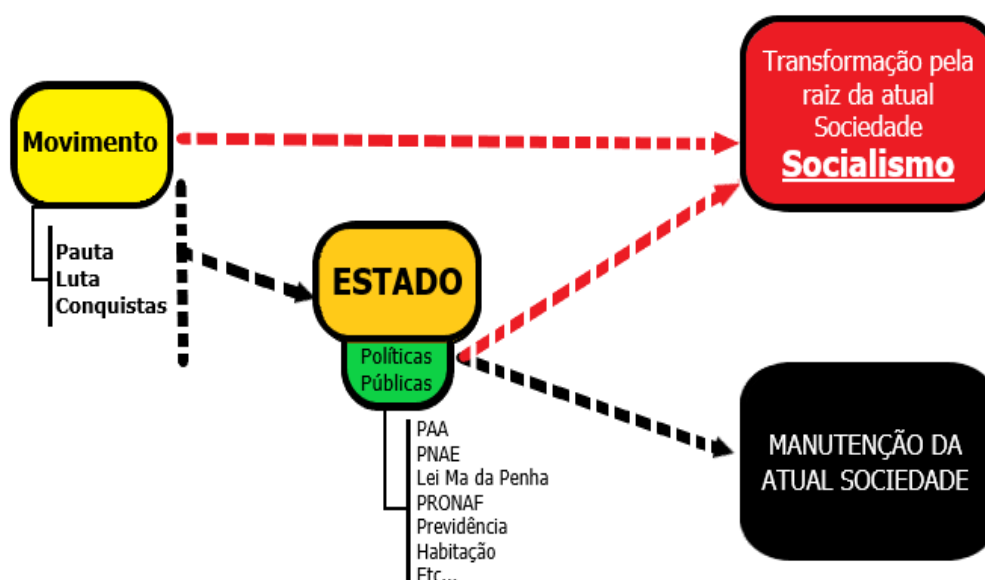 Movimento
Pauta
Luta
Conquistas
ESTADO
Políticas
Públicas
PAA
PNAE
Lei Ma da Penha
PRONAF
Previdência
Habitação
Etc...
Transformação pela
raiz da atual
Sociedade
Socialismo
MANUTENÇÃO DA
ATUAL SOCIEDADE